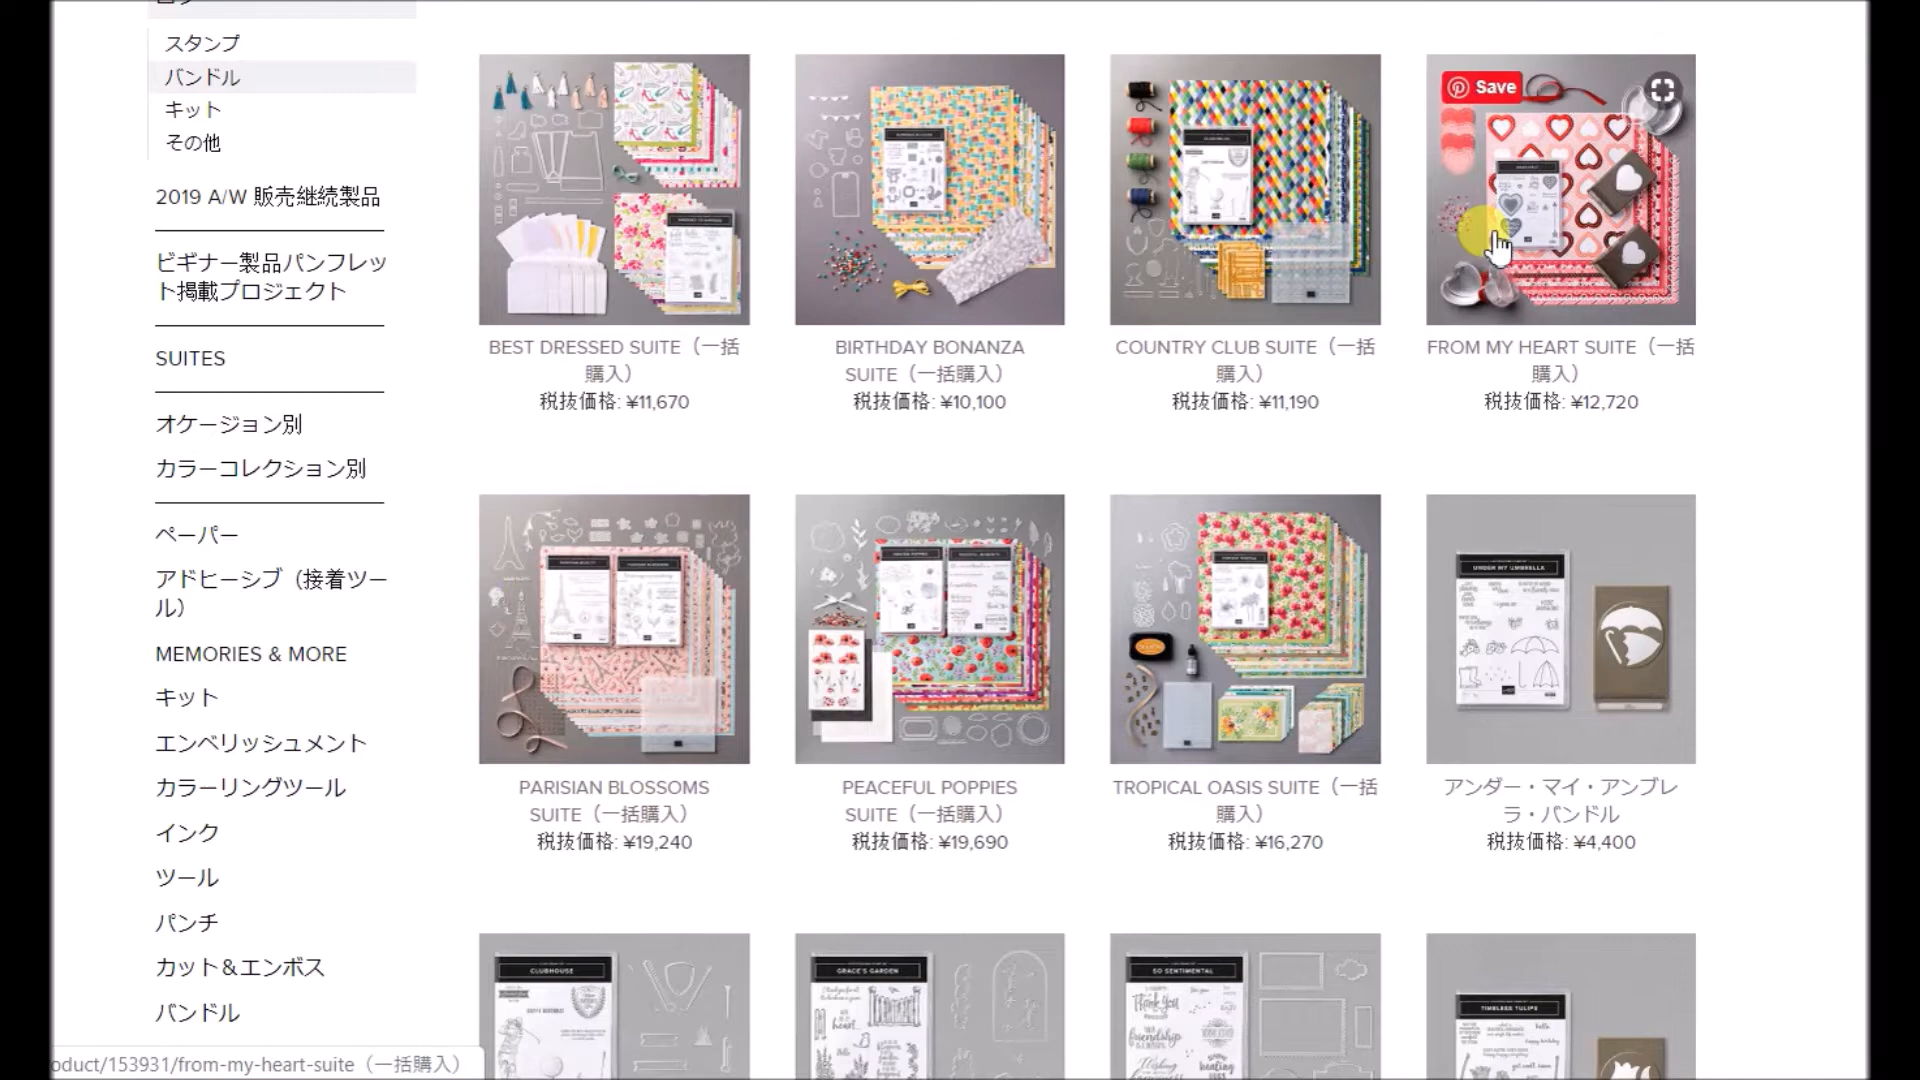 スタンプ
バンドル
キット
その他
2019 A/W 販売継続製品
ビギナー製品パンフレッ
ト掲載プロジェクト
SUITES
オケージョン別
カラーコレクション別
ペーパー
アドヒーシブ（接着ツー
ル）
MEMORIES & MORE
キット
エンベリッシュメント
カラーリングツール
インク
ツール
パンチ
カット＆エンボス
バンドル
Save
BEST DRESSED SUITE（一括
購入）
税抜価格: ¥11,670
BIRTHDAY BONANZA
SUITE（一括購入）
税抜価格: ¥10,100
COUNTRY CLUB SUITE（一括
購入）
税抜価格: ¥11,190
FROM MY HEART SUITE（一括
購入）
税抜価格: ¥12,720
UNDER MY UMBRELLA
PARISIAN BLOSSOMS
SUITE（一括購入）
税抜価格: ¥19,240
PEACEFUL POPPIES
SUITE（一括購入）
税抜価格: ¥19,690
TROPICAL OASIS SUITE（一括
購入）
税抜価格: ¥16,270
アンダー・マイ・アンブレ
ラ・バンドル
税抜価格: ¥4,400
CLUBHOUSE
GRACE'S GARDEN
SO SENTIMENTAL
Thank You
TIMELESS TULIPS
oduct/153931/from-my-heart-suite（一括購入）